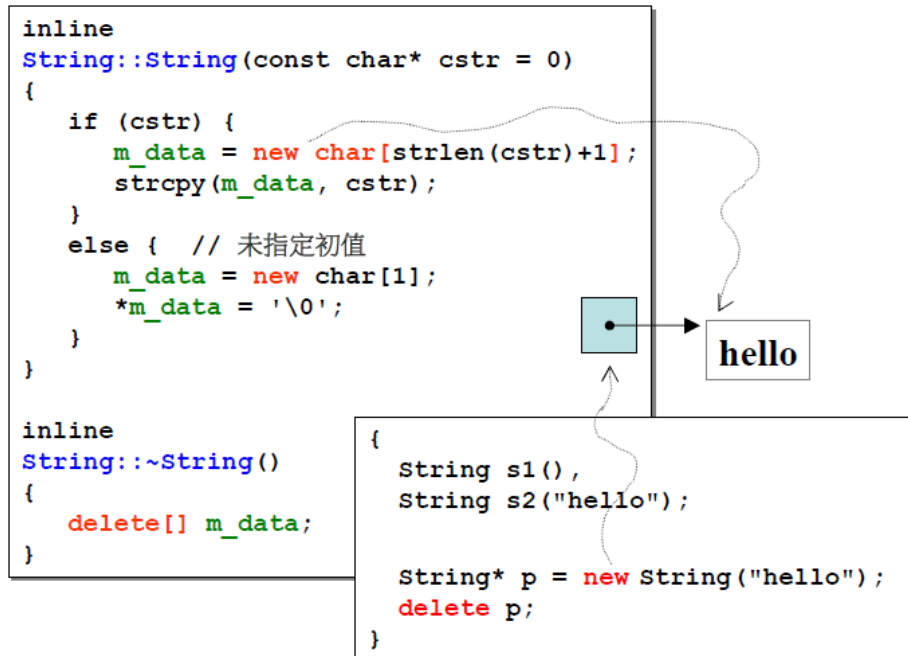 inline
String::String(const char* cstr = 0)
{
   if (cstr) {
      m_data = new char[strlen(cstr)+1];
      strcpy(m_data, cstr);
   }
   else {  // 未指定初值
      m_data = new char[1];
      *m_data = '\0';
   }
}
hello
inline
String::~String()
{
   delete[] m_data;
}
{
  String s1(),
  String s2("hello");
  String* p = new String("hello");
  delete p;
}